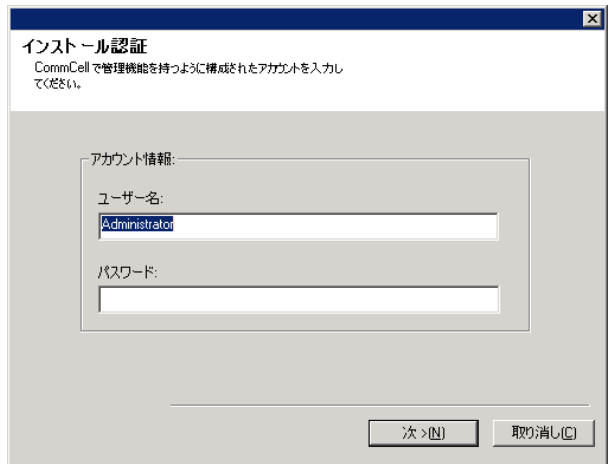 インストール認証
CommCellで管理機能を持つように構成されたアカウントを入力し
てください。
アカウント情報:
ユーザー名:
Administrator
パスワード:
次 >(N)
取り消し(C)